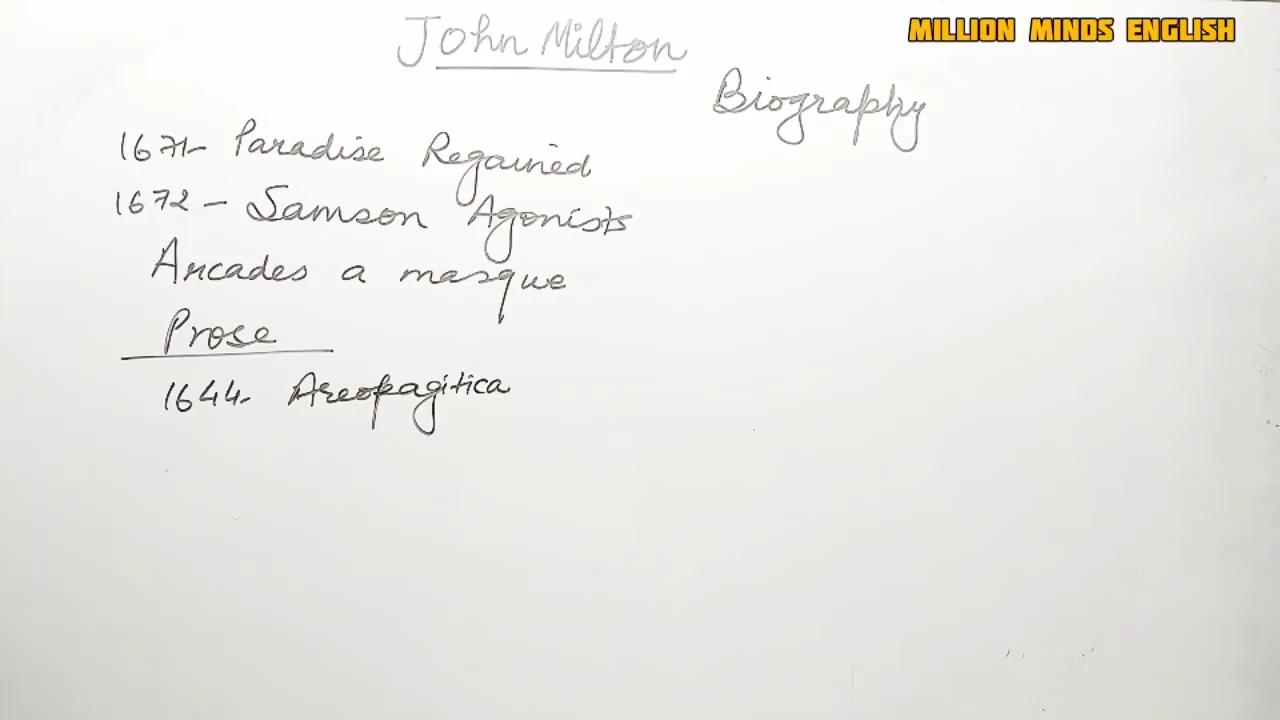 John Milton
MILLION MINDS ENGLISH
Biography
1671- Paradise Regained
1672 - Samson Agonists
Arcades a masque
Prose
1644- Areopagitica